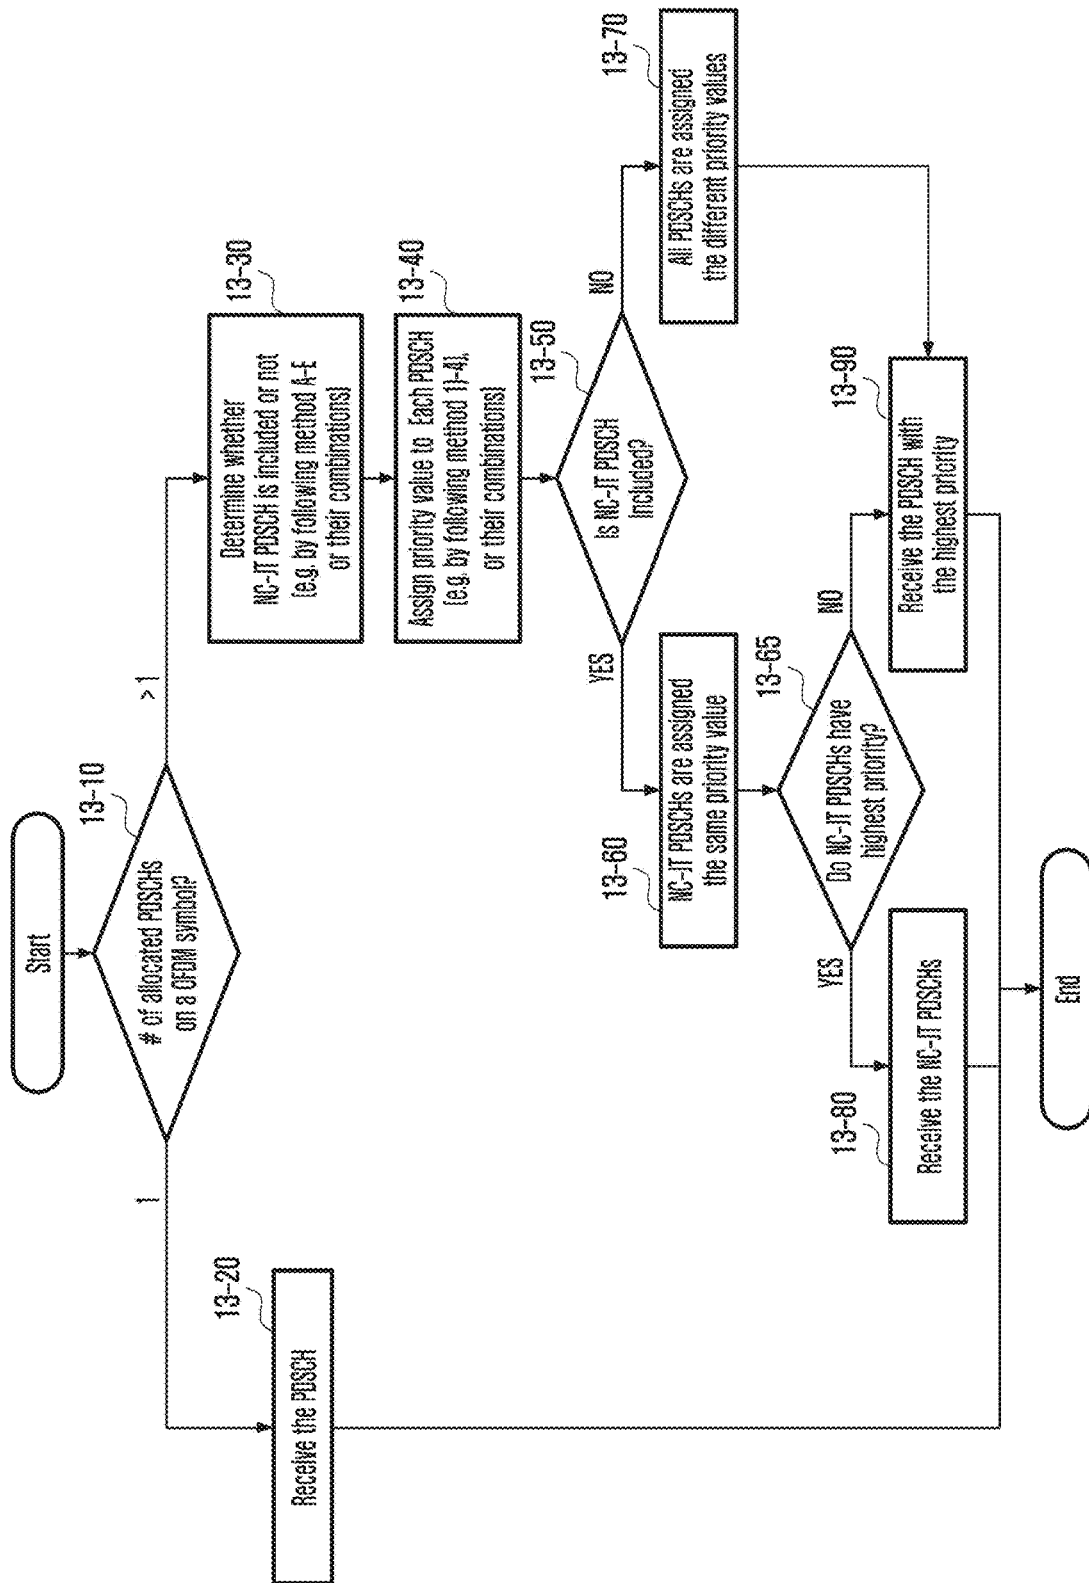 Start
13-10
# of allocated PDSCHs
on a OFDM symbol?
1
>1
13-20
Receive the PDSCH
13-30
Determine whether
NC-JT PDSCH is included or not
(e.g. by following method A-E
or their combinations)
13-40
Assign priority value to Each PDSCH
(e.g. by following method 1)-4),
or their combinations)
13-50
Is NC-JT PDSCH
Included?
YES
NO
13-60
NC-JT PDSCHs are assigned
the same priority value
13-70
All PDSCHs are assigned
the different priority values
13-65
Do NC-JT PDSCHs have
highest priority?
YES
NO
13-80
Receive the NC-JT PDSCHs
13-90
Receive the PDSCH with
the highest priority
End